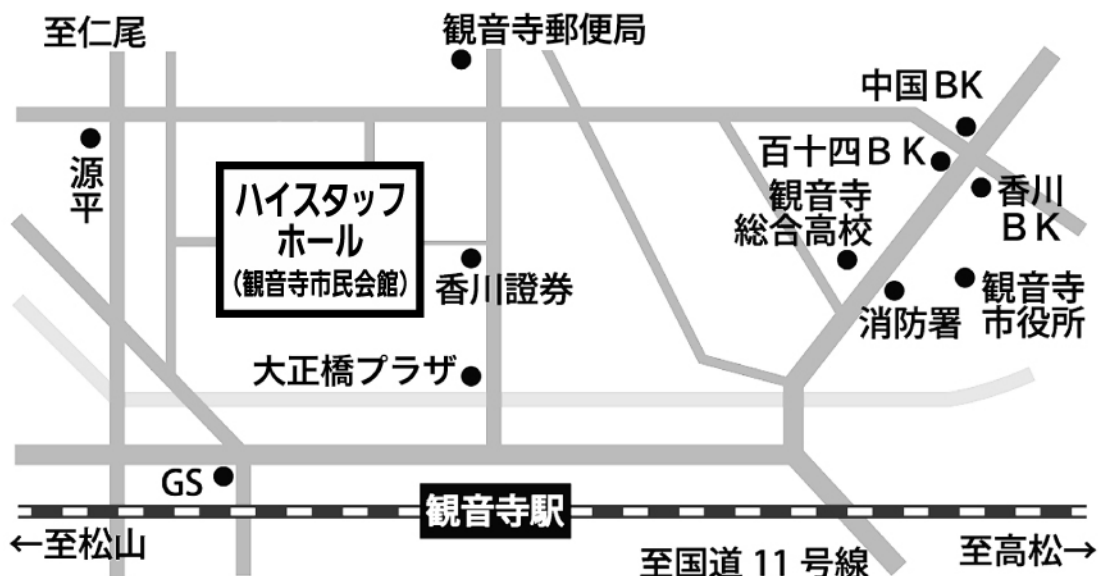 至仁尾
観音寺郵便局
中国BK
源平
百十四BK
香川
BK
観音寺
総合高校
ハイスタッフ
ホール
(観音寺市民会館)
香川證券
消防署
観音寺
市役所
大正橋プラザ
GS
観音寺駅
←至松山
至国道11号線
至高松→